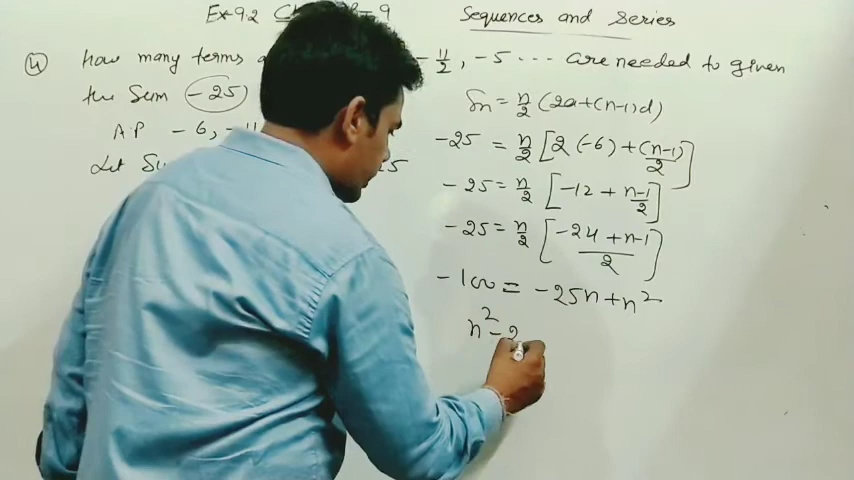 Ex-9.2 Sequences and Series
④ How many terms -11/2, -5 ... are needed to given
the Sum -25
A.P -6, -11
Let
Sn = n/2 (2a+(n-1)d)
-25 = n/2 [2(-6) + (n-1)/2]
-25 = n/2 [-12 + n-1/2]
-25 = n/2 [-24 + n-1/2]
-100 = -25n + n²
n² - 2